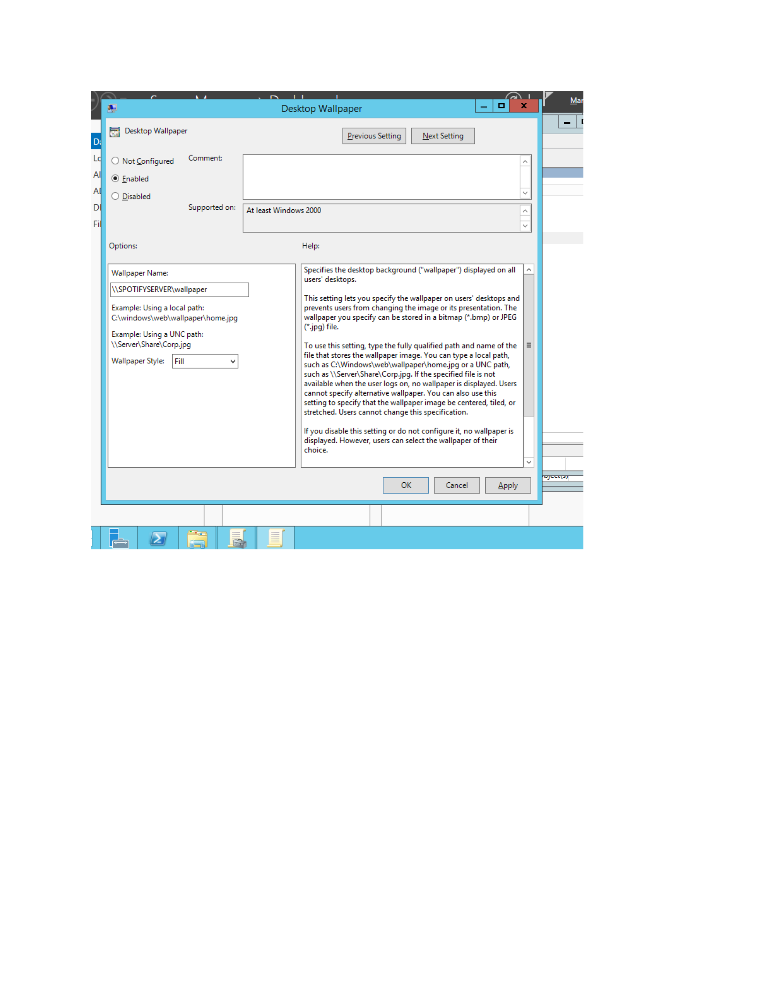 Mar
Desktop Wallpaper
Desktop Wallpaper
Previous Setting
Next Setting
Not Configured
Comment:
Enabled
Disabled
Supported on:
At least Windows 2000
Options:
Help:
Wallpaper Name:
\\SPOTIFYSERVER\wallpaper
Example: Using a local path:
C:\windows\web\wallpaper\home.jpg
Example: Using a UNC path:
\\Server\Share\Corp.jpg
Wallpaper Style:
Fill
Specifies the desktop background ("wallpaper") displayed on all
users' desktops.
This setting lets you specify the wallpaper on users' desktops and
prevents users from changing the image or its presentation. The
wallpaper you specify can be stored in a bitmap (*.bmp) or JPEG
(*.jpg) file.
To use this setting, type the fully qualified path and name of the
file that stores the wallpaper image. You can type a local path,
such as C:\Windows\web\wallpaper\home.jpg or a UNC path,
such as \\Server\Share\Corp.jpg. If the specified file is not
available when the user logs on, no wallpaper is displayed. Users
cannot specify alternative wallpaper. You can also use this
setting to specify that the wallpaper image be centered, tiled, or
stretched. Users cannot change this specification.
If you disable this setting or do not configure it, no wallpaper is
displayed. However, users can select the wallpaper of their
choice.
OK
Cancel
Apply